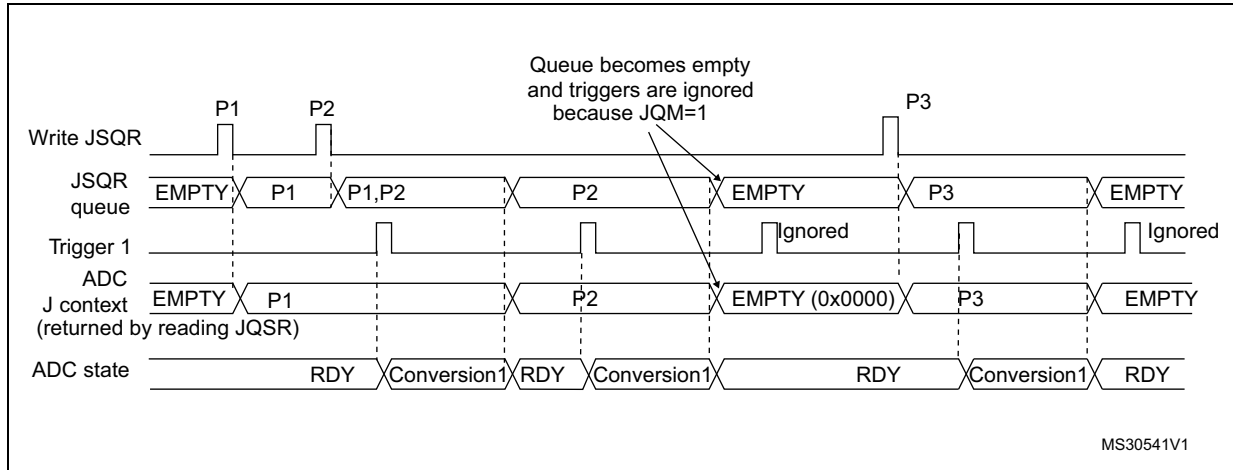 Queue becomes empty
and triggers are ignored
because JQM=1
P1 P2 P3
Write JSQR
JSQR
queue
EMPTY P1 P1,P2 P2 EMPTY P3 EMPTY
Trigger 1
Ignored Ignored
ADC
J context
(returned by reading JQSR)
EMPTY P1 P2 EMPTY (0x0000) P3 EMPTY
ADC state
RDY Conversion1 RDY Conversion1 RDY Conversion1 RDY
MS30541V1